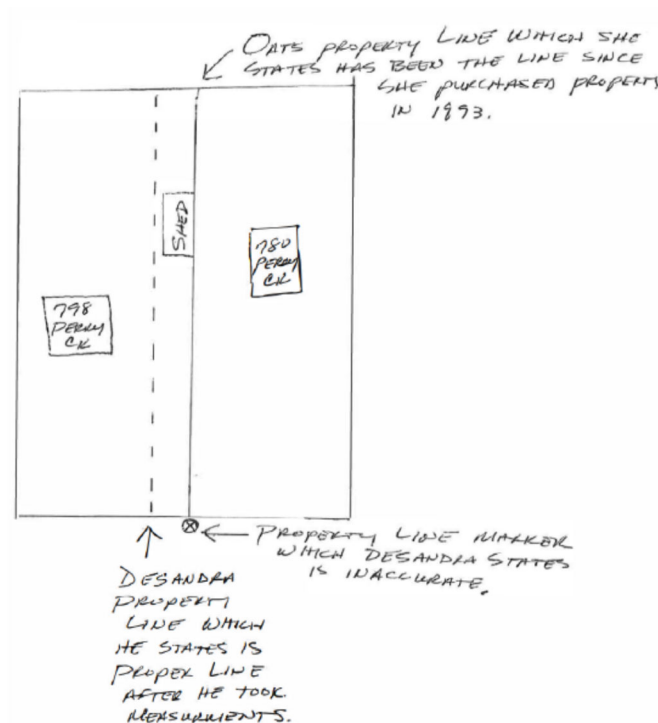 OATS PROPERTY LINE WHICH SHE
STATES HAS BEEN THE LINE SINCE
SHE PURCHASED PROPERTY
IN 1993.
SHED
780
PERRY
CK
798
PERRY
CK
PROPERTY LINE MARKER
WHICH DESANDRA STATES
IS INACCURATE.
DESANDRA
PROPERTY
LINE WHICH
HE STATES IS
PROPER LINE
AFTER HE TOOK
MEASURMENTS.